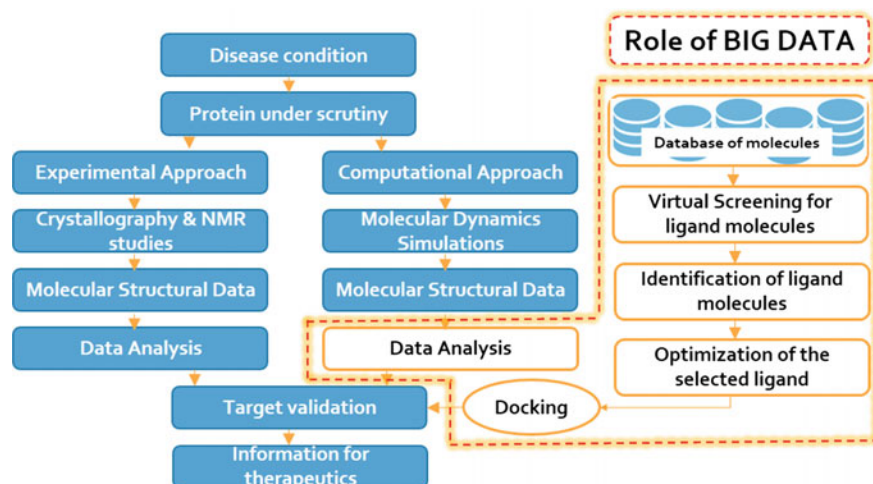 Role of BIG DATA
Disease condition
Protein under scrutiny
Experimental Approach
Crystallography & NMR
studies
Molecular Structural Data
Data Analysis
Computational Approach
Molecular Dynamics
Simulations
Molecular Structural Data
Data Analysis
Database of molecules
Virtual Screening for
ligand molecules
Identification of ligand
molecules
Optimization of the
selected ligand
Docking
Target validation
Information for
therapeutics